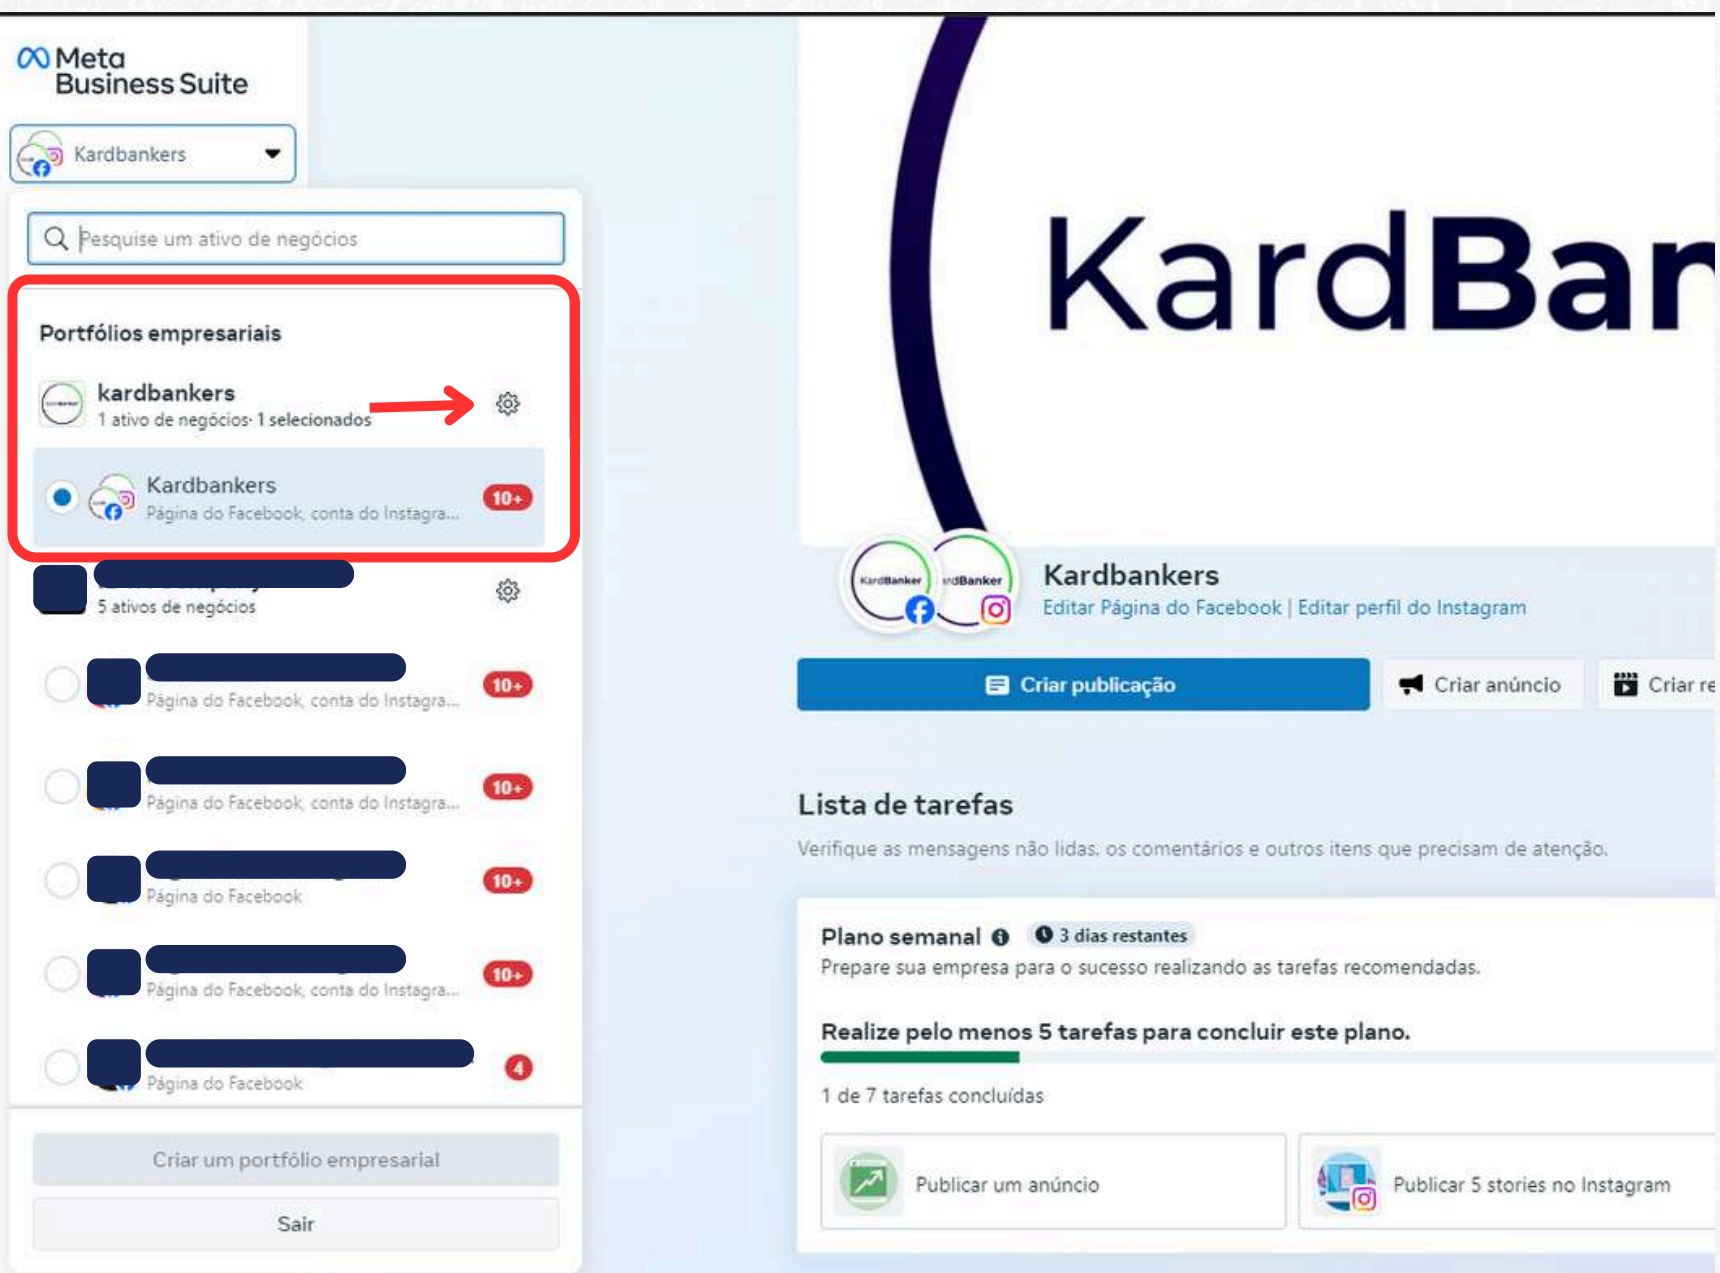 Meta
Business Suite
Kardbankers
Pesquise um ativo de negócios
Portfólios empresariais
kardbankers
1 ativo de negócios· 1 selecionados
Kardbankers
Página do Facebook, conta do Instagra...
10+
5 ativos de negócios
Página do Facebook, conta do Instagra...
10+
Página do Facebook, conta do Instagra...
10+
Página do Facebook
10+
Página do Facebook, conta do Instagra...
10+
Página do Facebook
4
Criar um portfólio empresarial
Sair
KardBan
KardBanker
rdBanker
Kardbankers
Editar Página do Facebook | Editar perfil do Instagram
Criar publicação
Criar anúncio
Criar re
Lista de tarefas
Verifique as mensagens não lidas, os comentários e outros itens que precisam de atenção.
Plano semanal
3 dias restantes
Prepare sua empresa para o sucesso realizando as tarefas recomendadas.
Realize pelo menos 5 tarefas para concluir este plano.
1 de 7 tarefas concluídas
Publicar um anúncio
Publicar 5 stories no Instagram